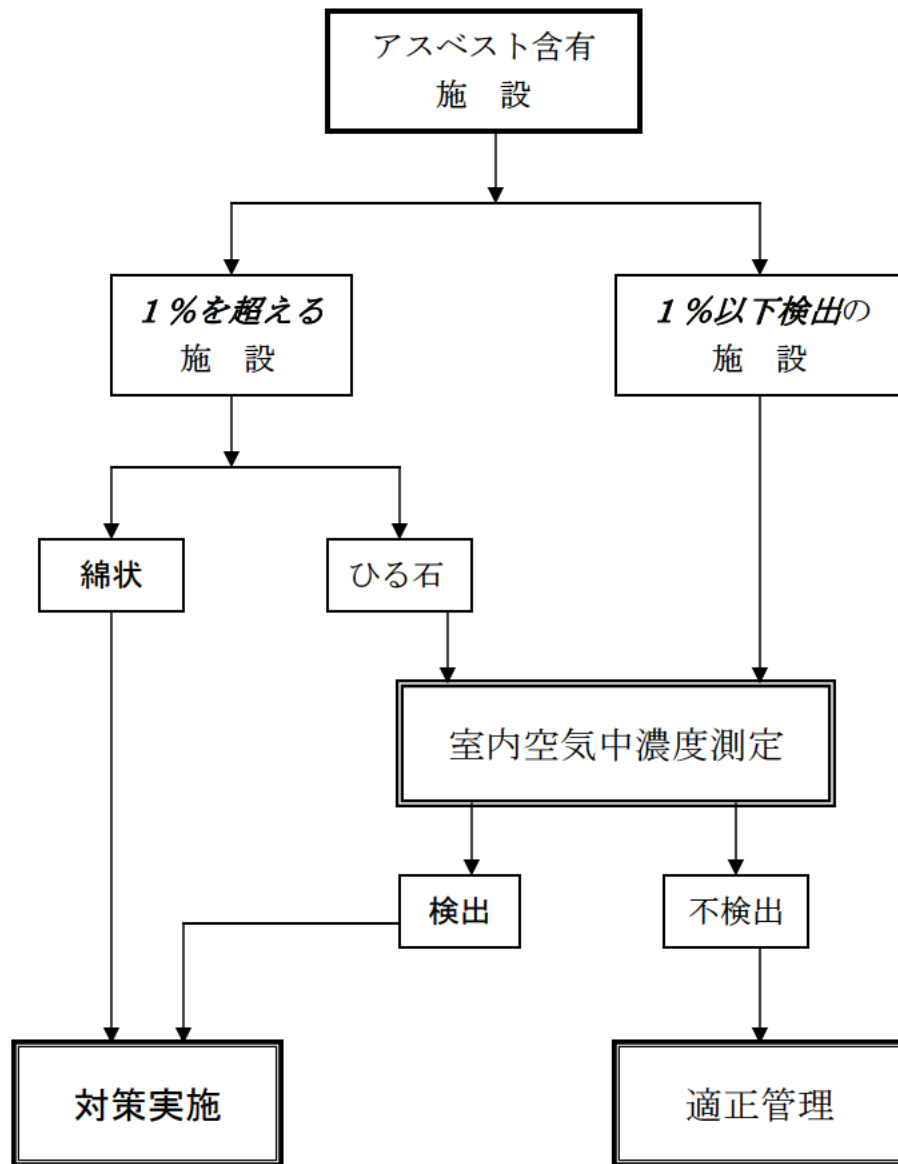 アスベスト含有
施　設
１％を超える
施　設
１％以下検出の
施　設
綿状
ひる石
室内空気中濃度測定
検出
不検出
対策実施
適正管理